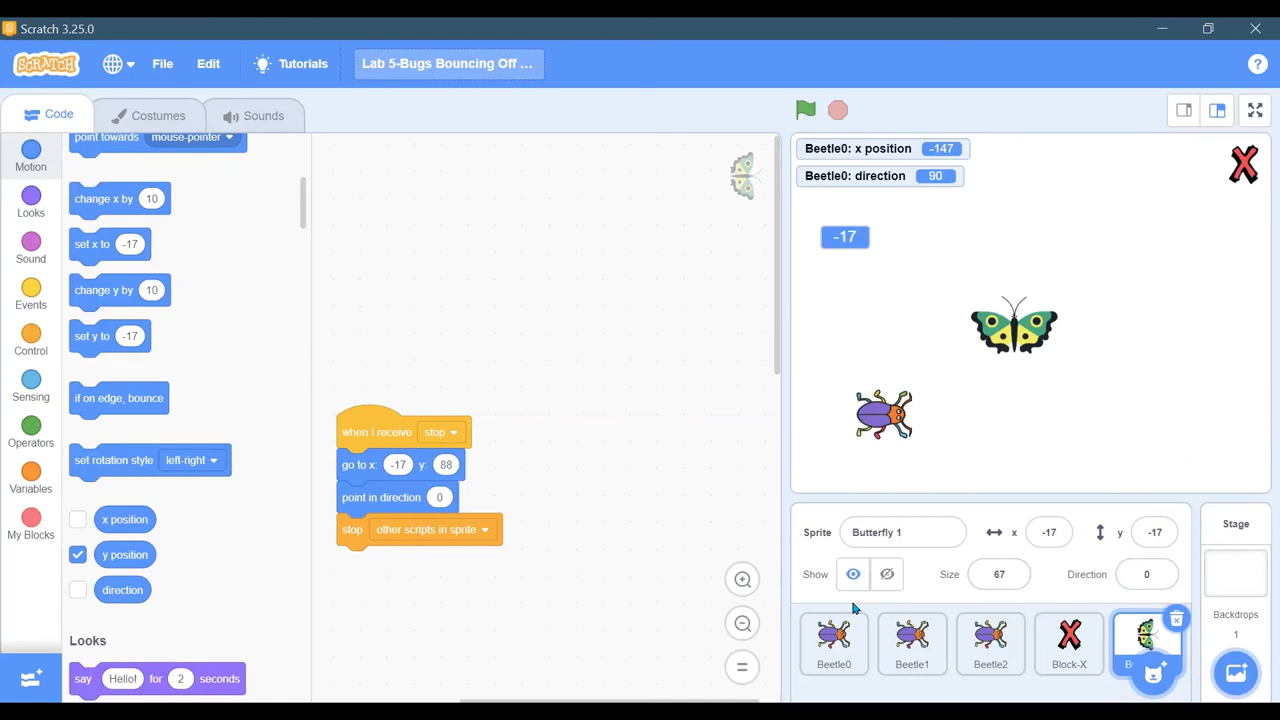 Scratch 3.25.0
SCRATCH
File
Edit
Tutorials
Lab 5-Bugs Bouncing Off ...
?
Code
Costumes
Sounds
Motion
Looks
Sound
Events
Control
Sensing
Operators
Variables
My Blocks
point towards mouse-pointer
change x by 10
set x to -17
change y by 10
set y to -17
if on edge, bounce
set rotation style left-right
x position
y position
direction
Looks
say Hello! for 2 seconds
when I receive stop
go to x: -17 y: 88
point in direction 0
stop other scripts in sprite
Beetle0: x position -147
Beetle0: direction 90
-17
Sprite Butterfly 1 x -17 y -17
Show Size 67 Direction 0
Beetle0
Beetle1
Beetle2
Block-X
Stage
Backdrops
1